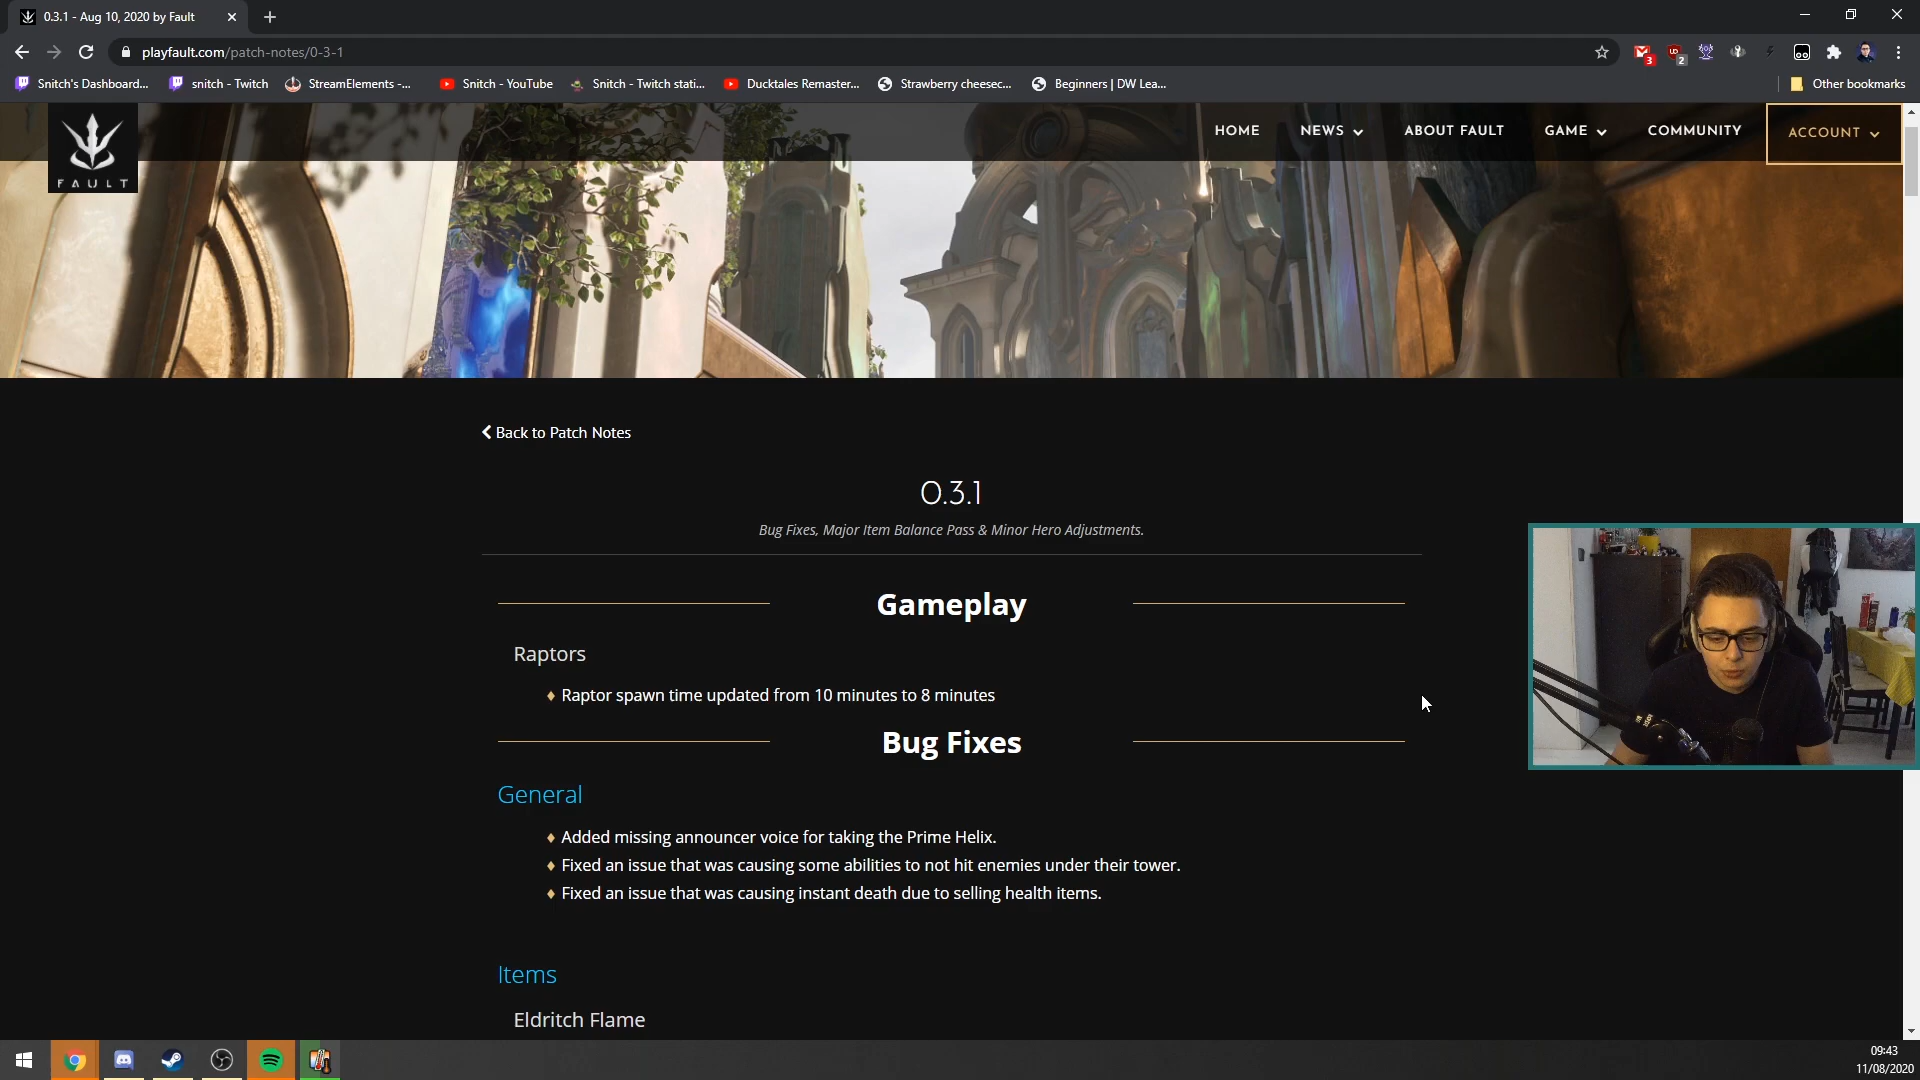 0.3.1 - Aug 10, 2020 by Fault
playfault.com/patch-notes/0-3-1
3
2
Snitch's Dashboard...
snitch - Twitch
StreamElements -...
Snitch - YouTube
Snitch - Twitch stati...
Ducktales Remaster...
Strawberry cheesec...
Beginners | DW Lea...
Other bookmarks
FAULT
HOME
NEWS
ABOUT FAULT
GAME
COMMUNITY
ACCOUNT
Back to Patch Notes
0.3.1
Bug Fixes, Major Item Balance Pass & Minor Hero Adjustments.
Gameplay
Raptors
Raptor spawn time updated from 10 minutes to 8 minutes
Bug Fixes
General
Added missing announcer voice for taking the Prime Helix.
Fixed an issue that was causing some abilities to not hit enemies under their tower.
Fixed an issue that was causing instant death due to selling health items.
Items
Eldritch Flame
09:43
11/08/2020